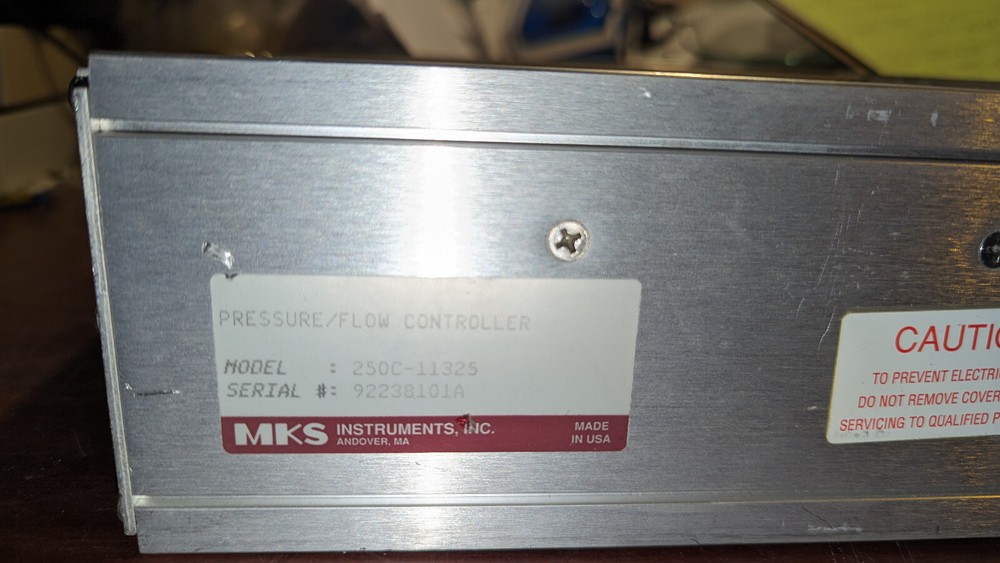 PRESSURE/FLOW CONTROLLER
MODEL : 250C-11325
SERIAL #: 92238101A
MKS INSTRUMENTS, INC.
ANDOVER, MA
MADE
IN USA
CAUTIO
TO PREVENT ELECTRI
DO NOT REMOVE COVER
SERVICING TO QUALIFIED P